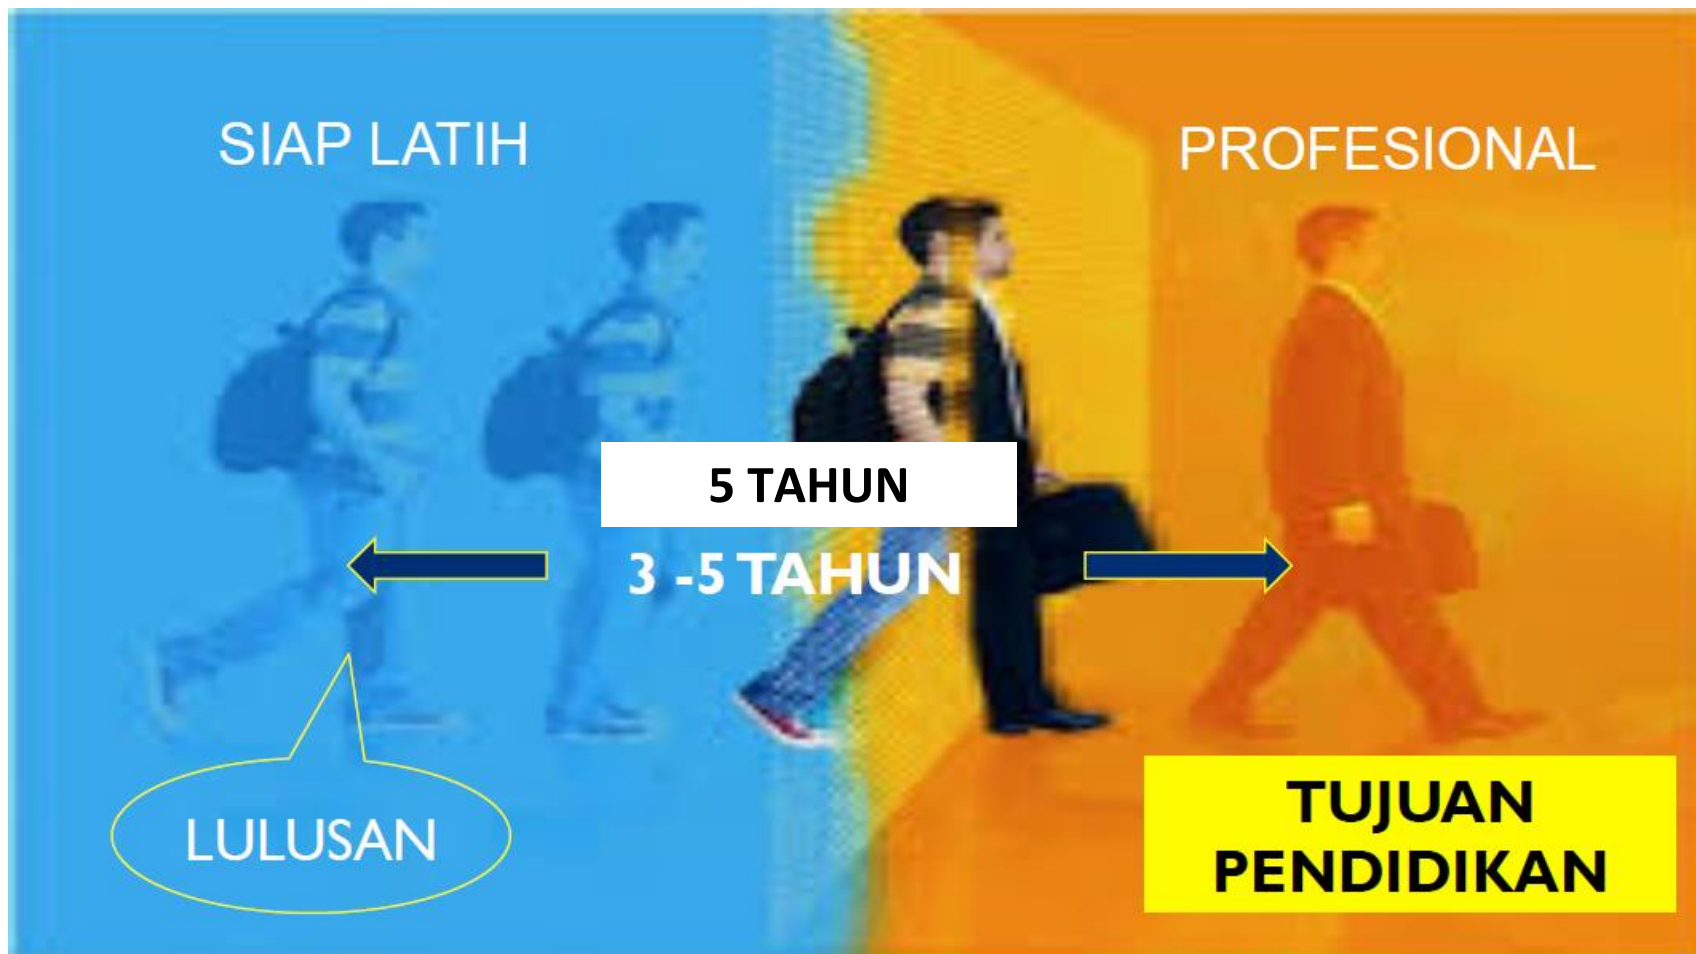 SIAP LATIH
PROFESIONAL
5 TAHUN
3 -5 TAHUN
LULUSAN
TUJUAN
PENDIDIKAN